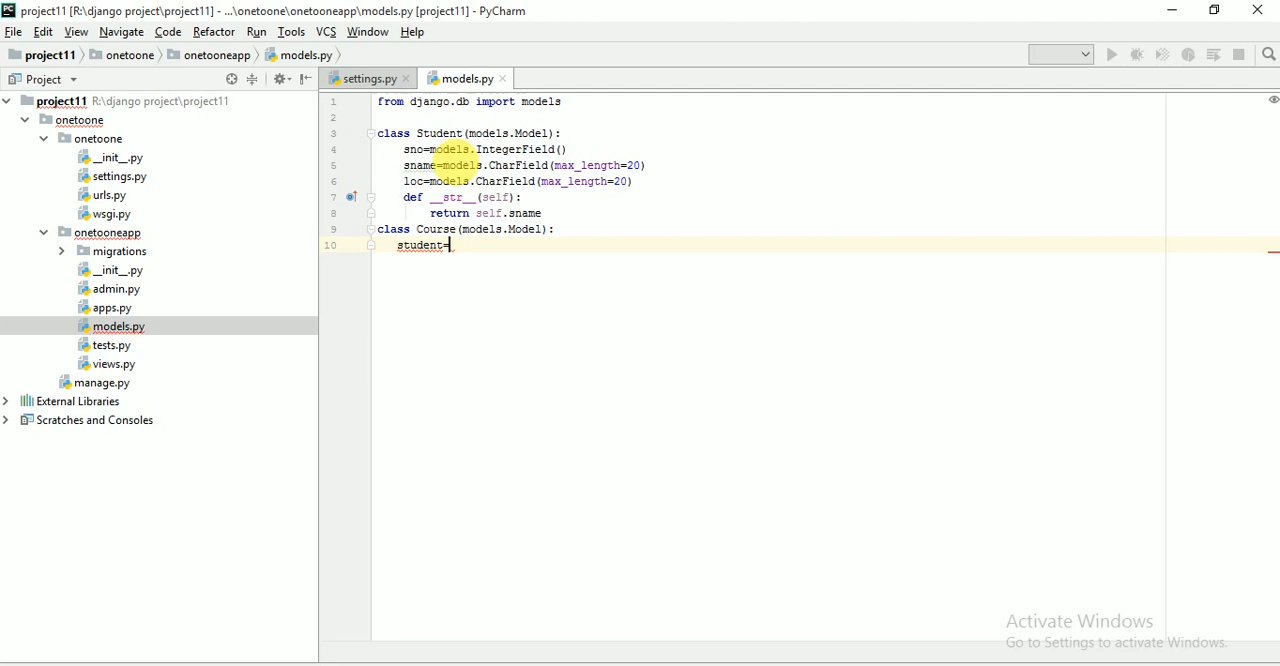 project11 [R:\django project\project11] - ...\onetoone\onetooneapp\models.py [project11] - PyCharm
File Edit View Navigate Code Refactor Run Tools VCS Window Help
project11 onetoone onetooneapp models.py
Project settings.py models.py
project11 R:\django project\project11
onetoone
onetoone
__init__.py
settings.py
urls.py
wsgi.py
onetooneapp
migrations
__init__.py
admin.py
apps.py
models.py
tests.py
views.py
manage.py
External Libraries
Scratches and Consoles
1 from django.db import models
2
3 class Student(models.Model):
4 sno=models.IntegerField()
5 sname=models.CharField(max_length=20)
6 loc=models.CharField(max_length=20)
7 def __str__(self):
8 return self.sname
9 class Course(models.Model):
10 student=
Activate Windows
Go to Settings to activate Windows.